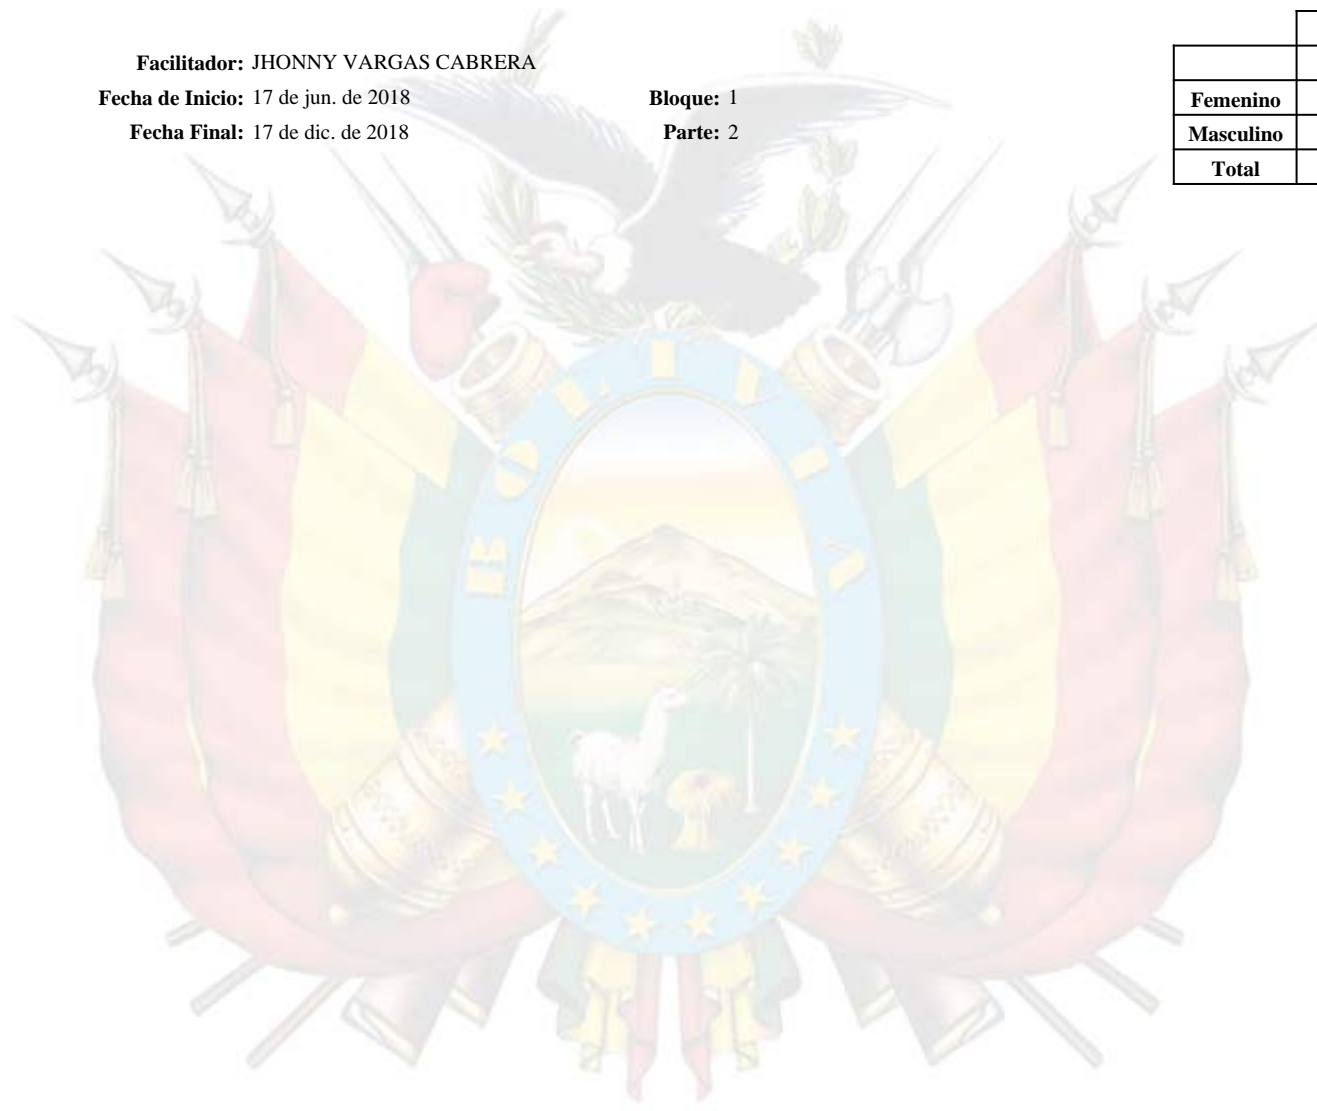 Facilitador: JHONNY VARGAS CABRERA
Fecha de Inicio: 17 de jun. de 2018 Bloque: 1
Fecha Final: 17 de dic. de 2018 Parte: 2
Femenino
Masculino
Total
BOLIVIA